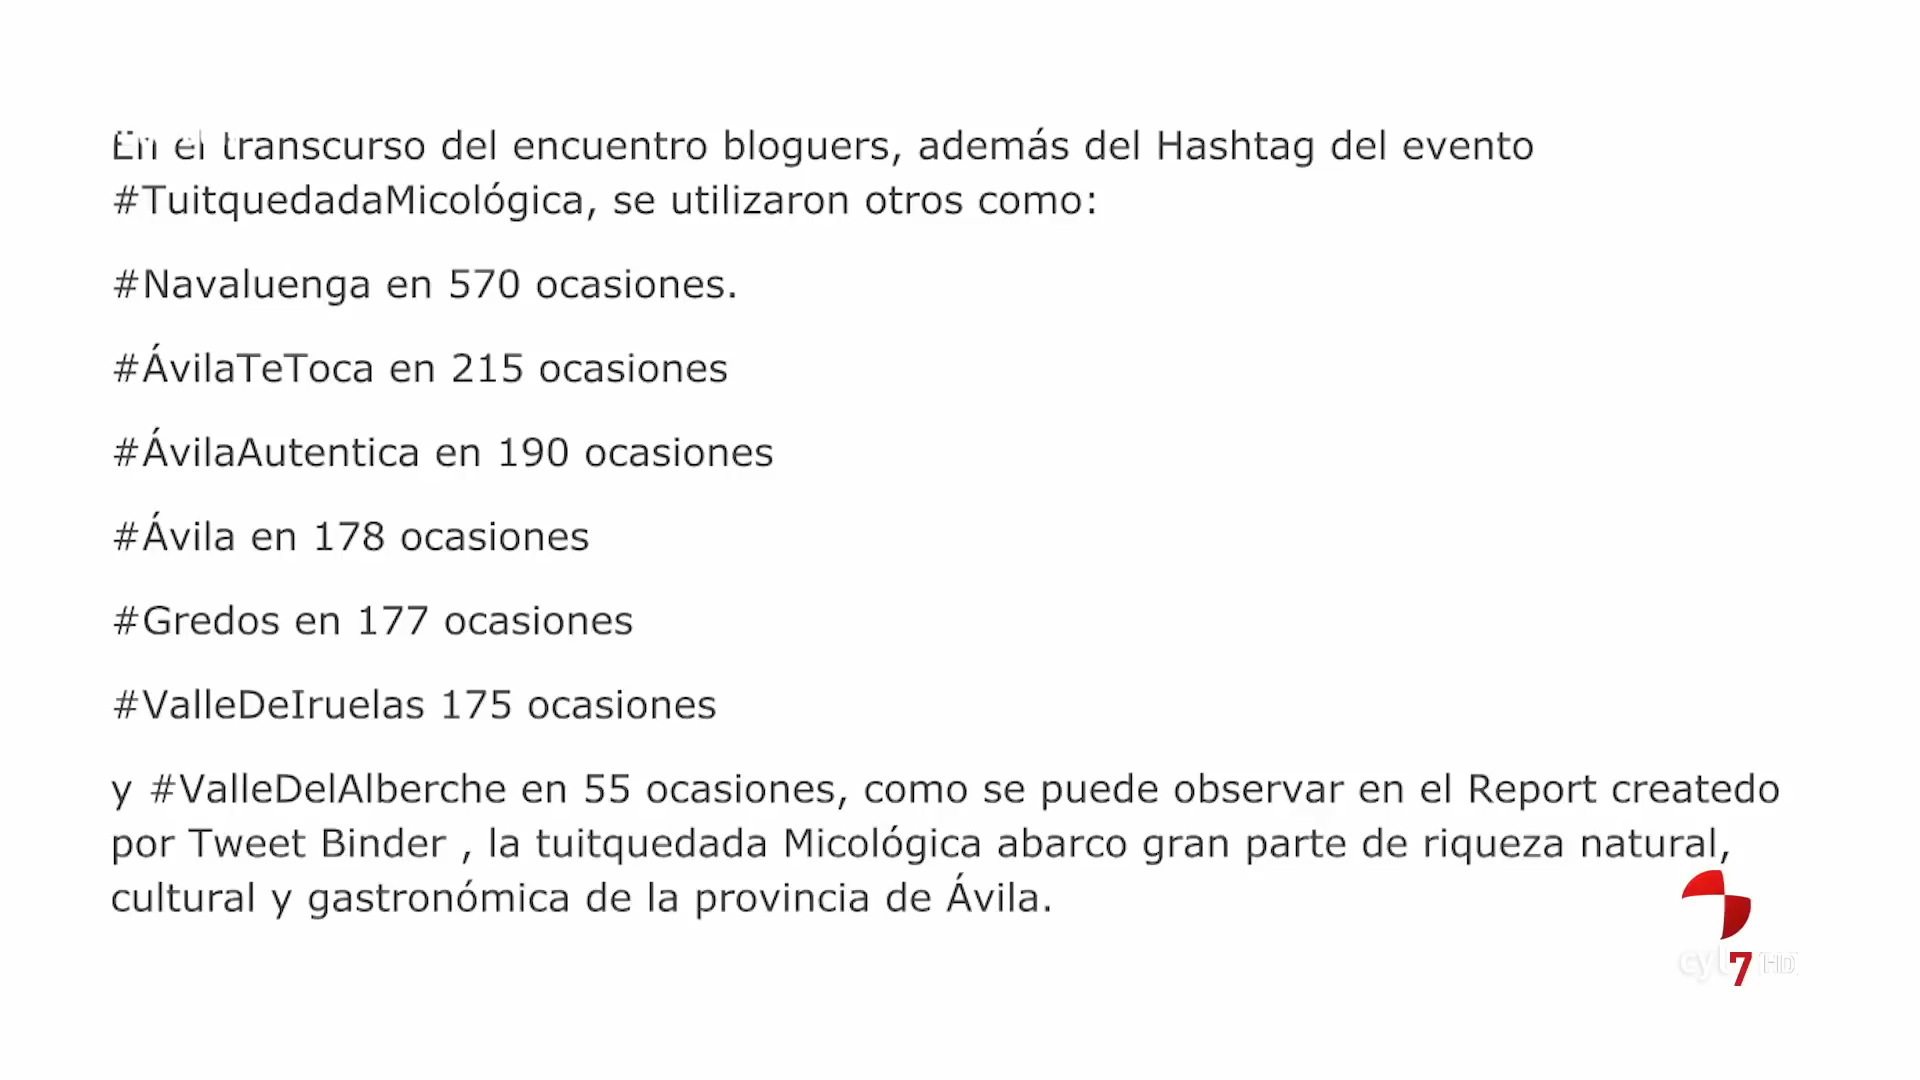 En el transcurso del encuentro bloguers, además del Hashtag del evento
#TuitquedadaMicológica, se utilizaron otros como:
#Navaluenga en 570 ocasiones.
#ÁvilaTeToca en 215 ocasiones
#ÁvilaAutentica en 190 ocasiones
#Ávila en 178 ocasiones
#Gredos en 177 ocasiones
#ValleDeIruelas 175 ocasiones
y #ValleDelAlberche en 55 ocasiones, como se puede observar en el Report createdo
por Tweet Binder , la tuitquedada Micológica abarco gran parte de riqueza natural,
cultural y gastronómica de la provincia de Ávila.
cyl7 HD